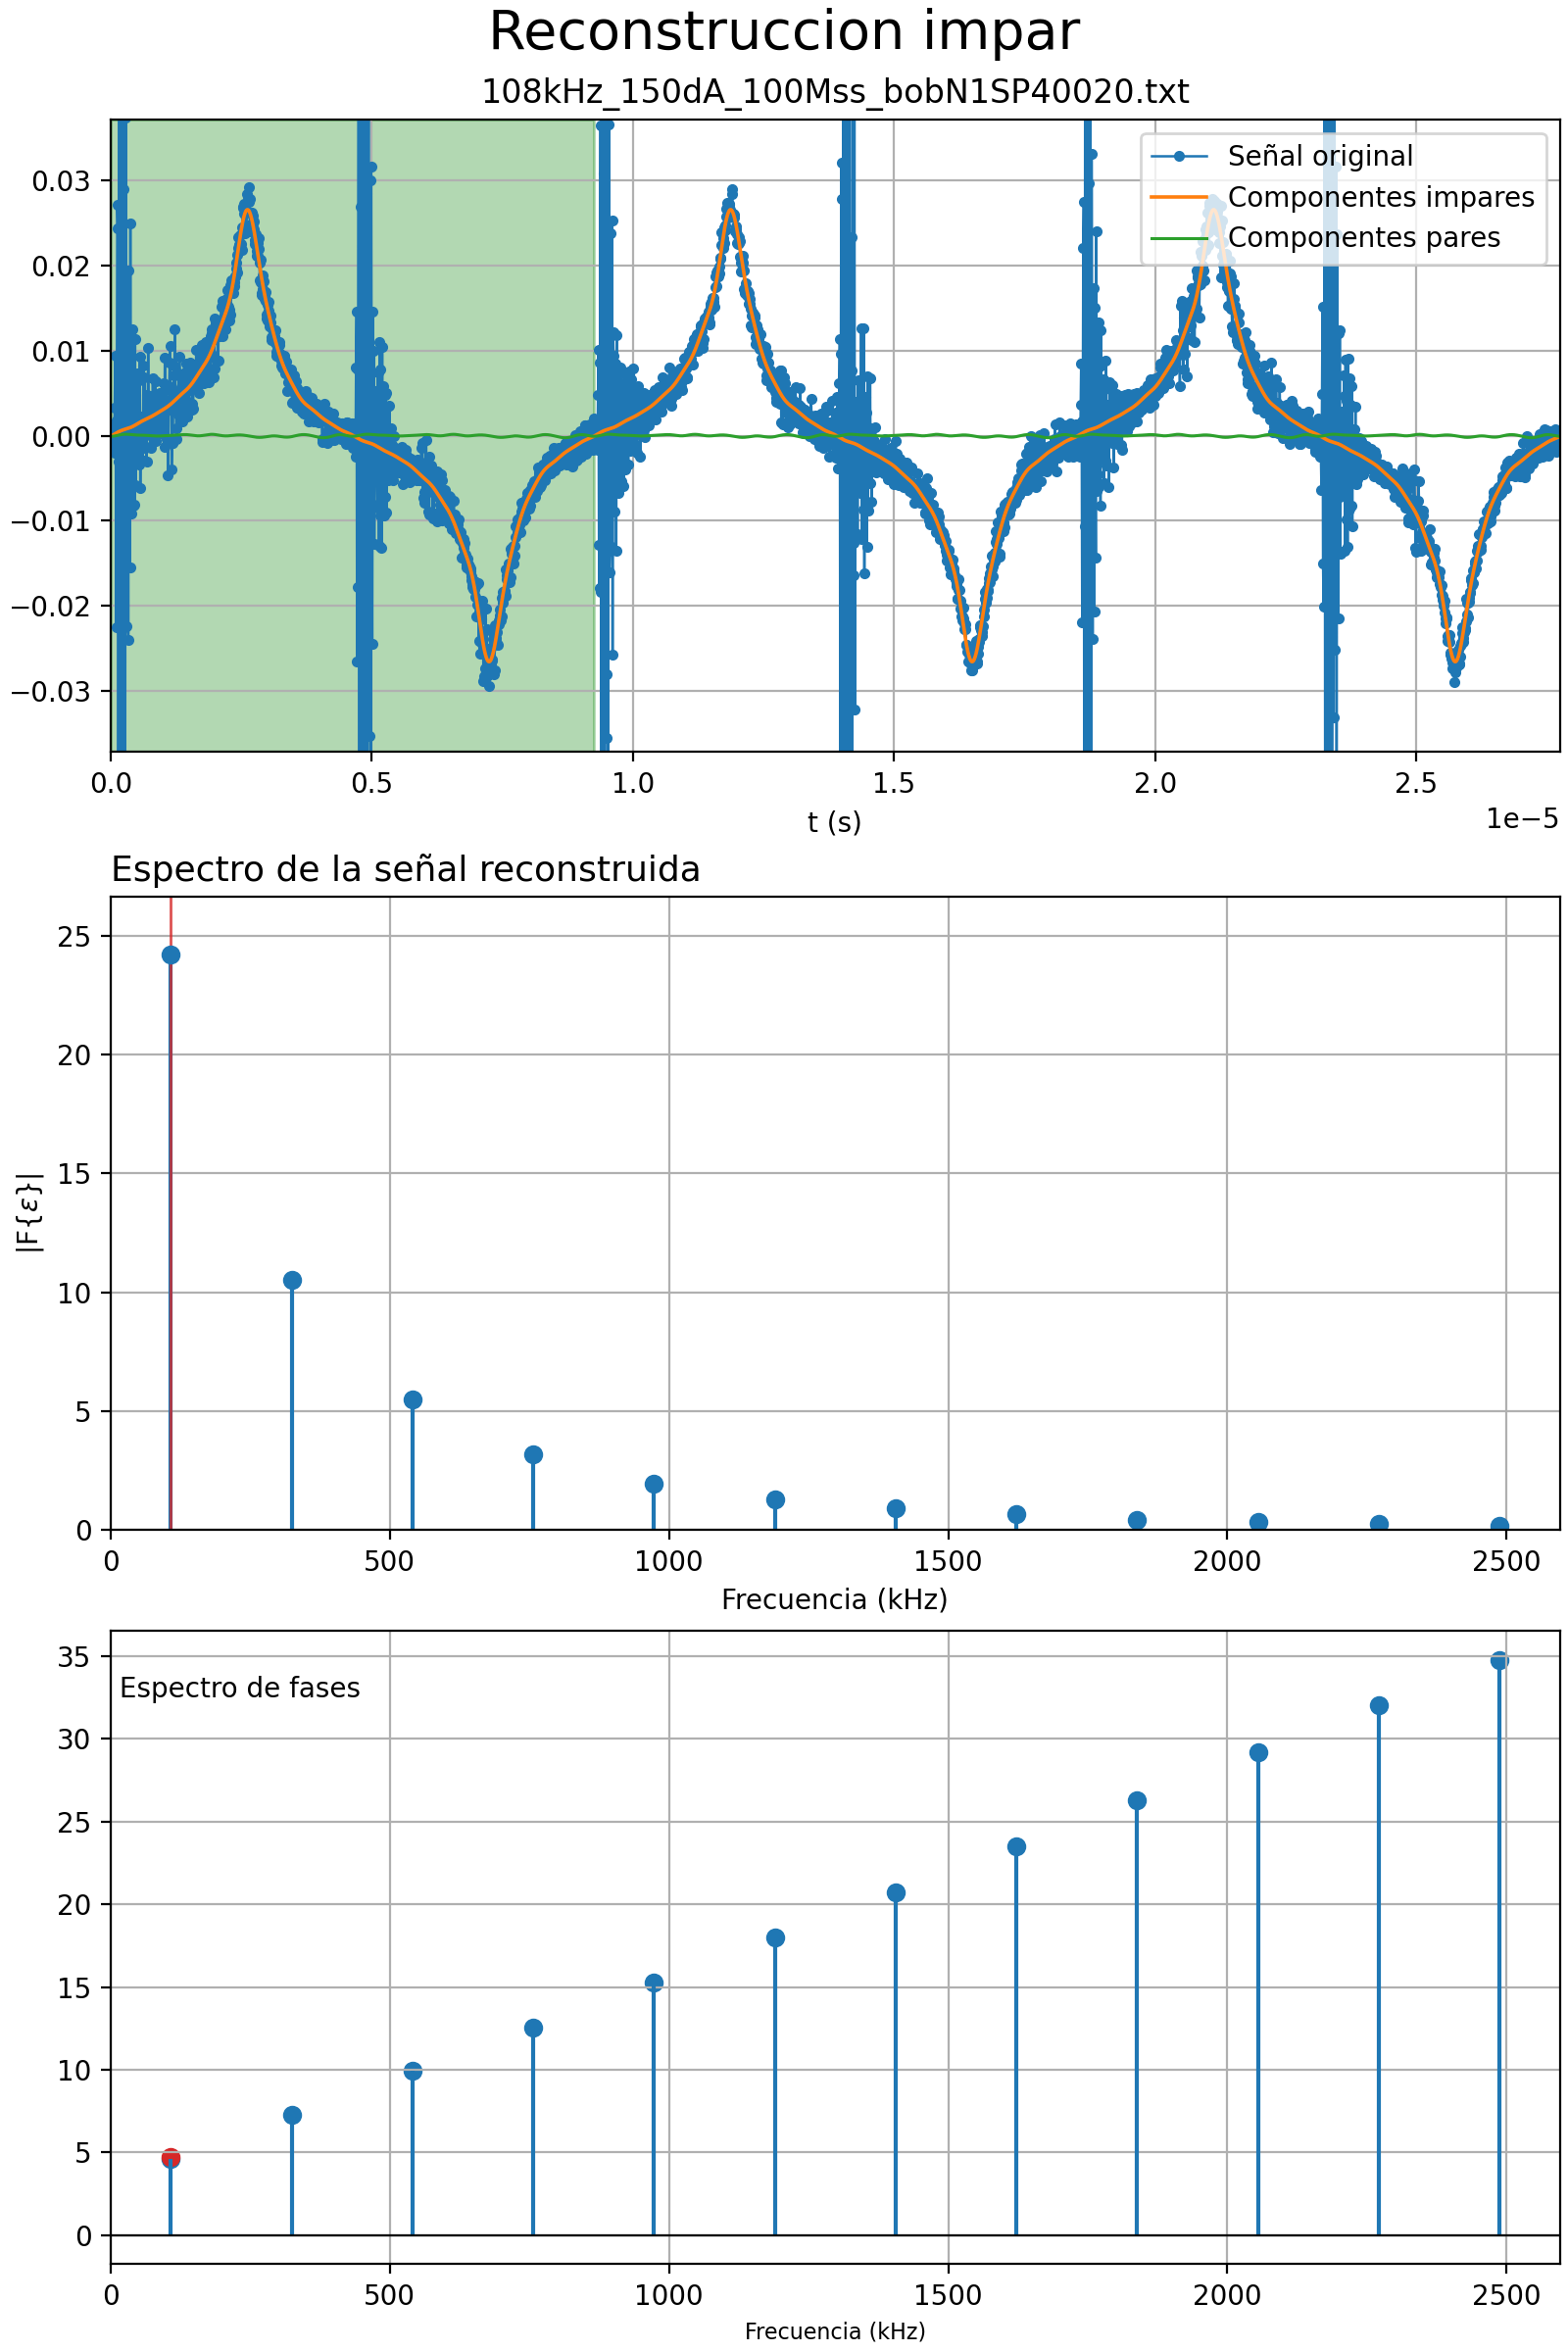 Reconstruccion impar
108kHz_150dA_100Mss_bobN1SP40020.txt
Señal original
Componentes impares
Componentes pares
0.03
0.02
0.01
0.00
−0.01
−0.02
−0.03
0.0 0.5 1.0 1.5 2.0 2.5
1e−5
t (s)
Espectro de la señal reconstruida
25
20
15
10
5
0
|F{ε}|
0 500 1000 1500 2000 2500
Frecuencia (kHz)
Espectro de fases
35
30
25
20
15
10
5
0
0 500 1000 1500 2000 2500
Frecuencia (kHz)